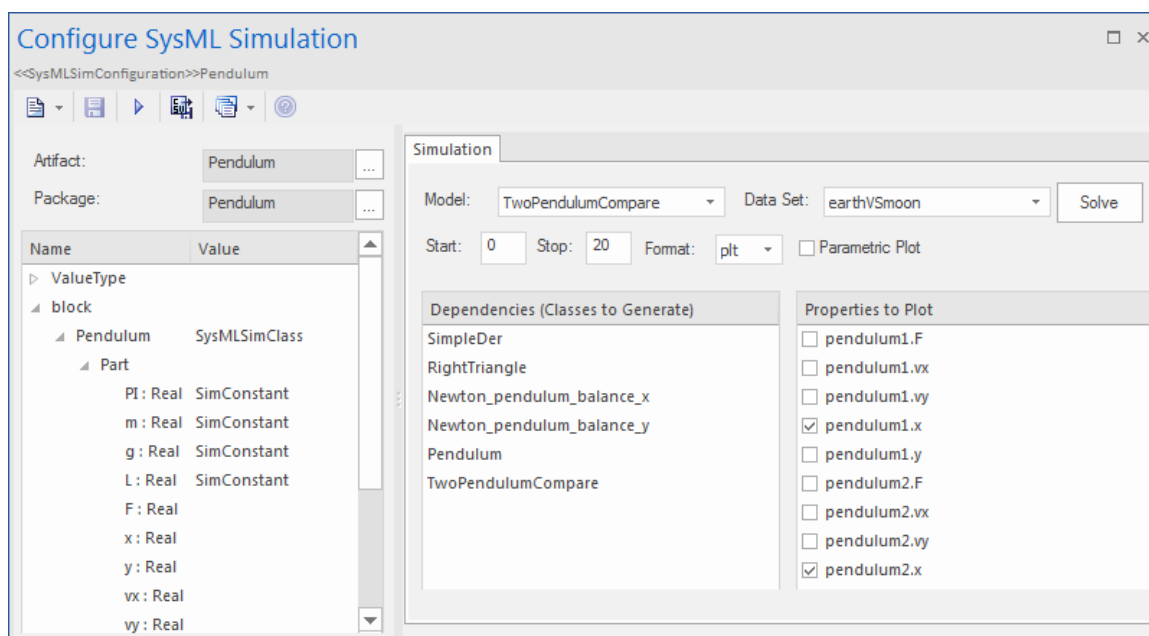 Configure SysML Simulation
<<SysMLSimConfiguration>>Pendulum
Artifact: Pendulum ...
Package: Pendulum ...
Name Value
ValueType
block
Pendulum SysMLSimClass
Part
PI : Real SimConstant
m : Real SimConstant
g : Real SimConstant
L : Real SimConstant
F : Real
x : Real
y : Real
vx : Real
vy : Real
Simulation
Model: TwoPendulumCompare Data Set: earthVSmoon Solve
Start: 0 Stop: 20 Format: plt Parametric Plot
Dependencies (Classes to Generate)
SimpleDer
RightTriangle
Newton_pendulum_balance_x
Newton_pendulum_balance_y
Pendulum
TwoPendulumCompare
Properties to Plot
pendulum1.F
pendulum1.vx
pendulum1.vy
pendulum1.x
pendulum1.y
pendulum2.F
pendulum2.vx
pendulum2.vy
pendulum2.x